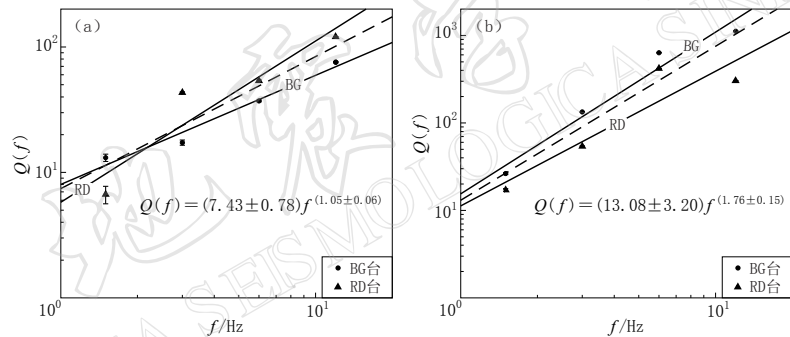 (a)
10²
10¹
Q(f)
BG
RD
Q(f)=(7.43±0.78)f^(1.05±0.06)
BG台
RD台
10⁰
10¹
f/Hz
(b)
10³
10²
10¹
Q(f)
BG
RD
Q(f)=(13.08±3.20)f^(1.76±0.15)
BG台
RD台
10⁰
10¹
f/Hz